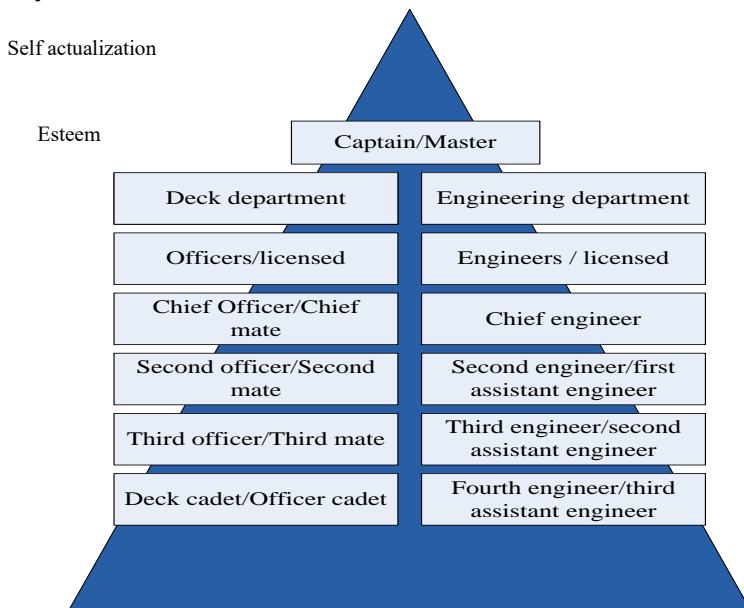 Self actualization
Esteem
Captain/Master
Deck department
Engineering department
Officers/licensed
Engineers / licensed
Chief Officer/Chief
mate
Chief engineer
Second officer/Second
mate
Second engineer/first
assistant engineer
Third officer/Third mate
Third engineer/second
assistant engineer
Deck cadet/Officer cadet
Fourth engineer/third
assistant engineer